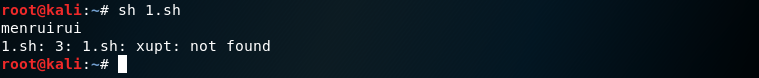 root@kali:~# sh 1.sh
menruirui
1.sh: 3: 1.sh: xupt: not found
root@kali:~#